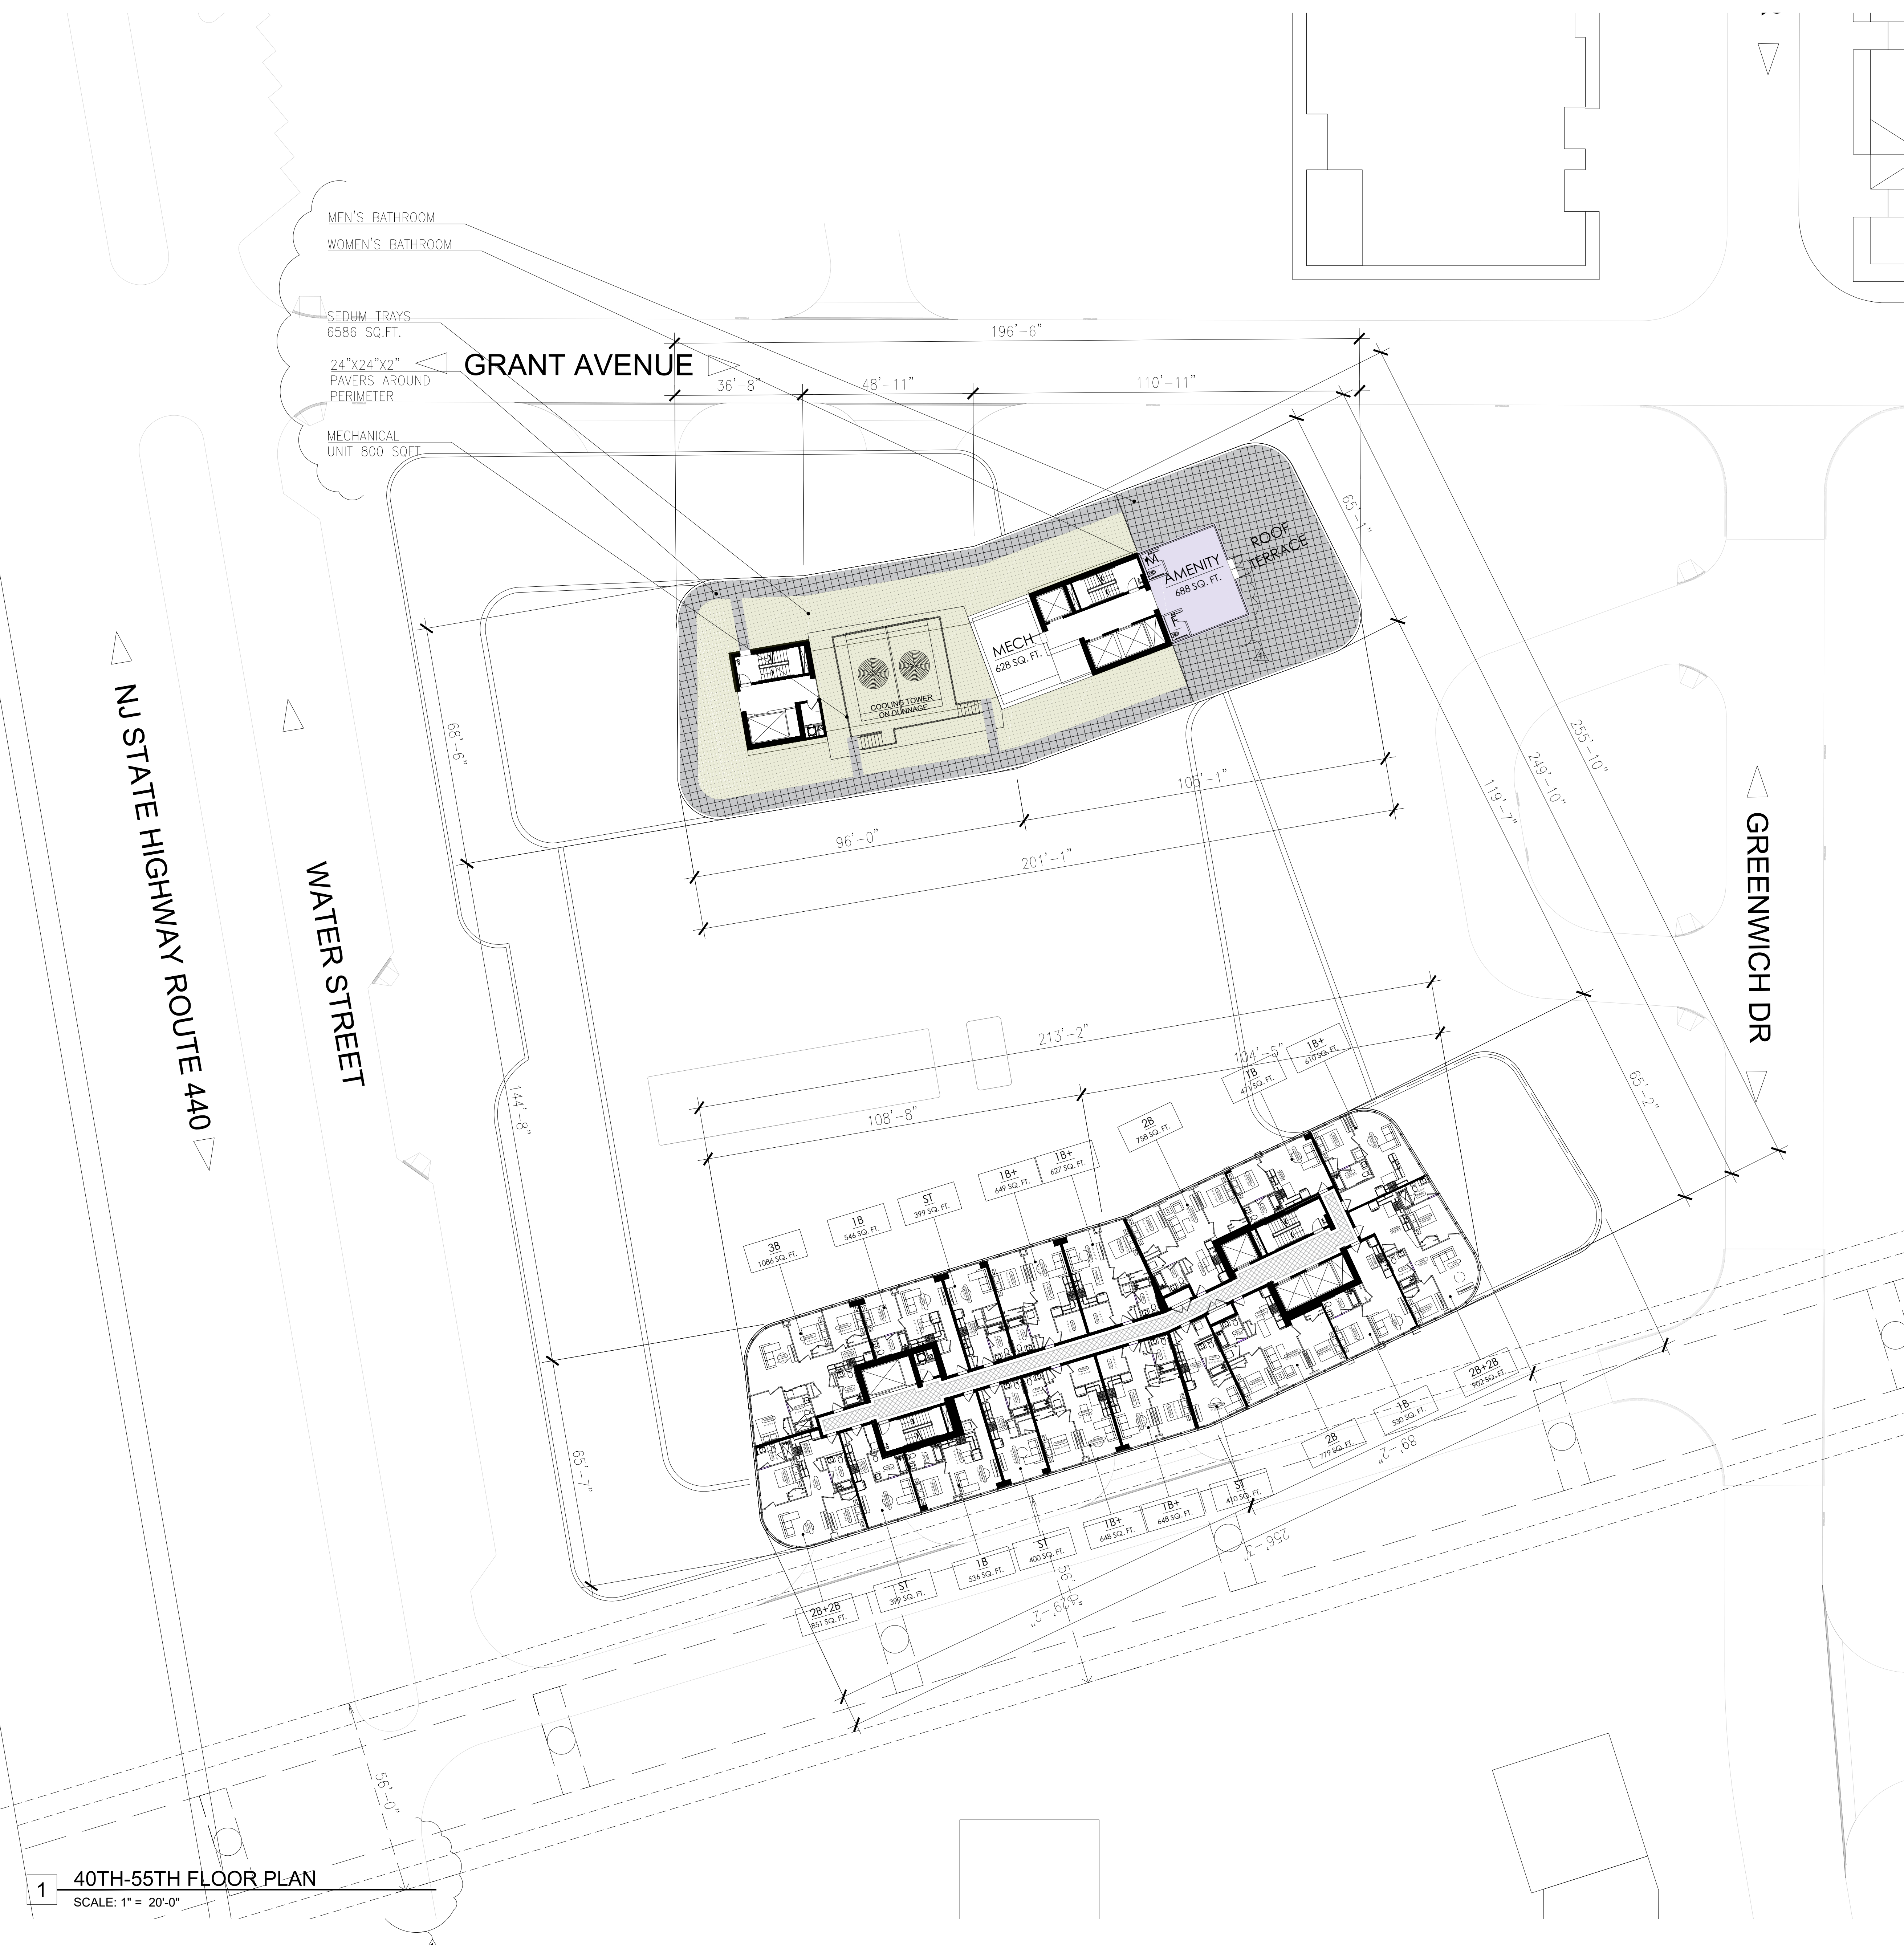 MEN'S BATHROOM
WOMEN'S BATHROOM
SEDUM TRAYS
6586 SQ.FT.
24"X24"X2"
PAVERS AROUND
PERIMETER
MECHANICAL
UNIT 800 SQFT
GRANT AVENUE
196'-6"
36'-8"
48'-11"
110'-11"
65'-1"
ROOF
TERRACE
M
AMENITY
688 SQ. FT.
F
MECH
628 SQ. FT.
COOLING TOWER
ON DUNNAGE
68'-6"
105'-1"
96'-0"
201'-1"
255'-10"
249'-10"
119'-7"
NJ STATE HIGHWAY ROUTE 440
WATER STREET
GREENWICH DR
213'-2"
104'-5"
108'-8"
144'-8"
65'-2"
1B+
610 SQ. FT.
1B
471 SQ. FT.
2B
758 SQ. FT.
1B+
627 SQ. FT.
1B+
649 SQ. FT.
ST
399 SQ. FT.
1B
546 SQ. FT.
3B
1086 SQ. FT.
65'-7"
2B+2B
902 SQ. FT.
1B
530 SQ. FT.
2B
779 SQ. FT.
89'-2"
ST
410 SQ. FT.
1B+
648 SQ. FT.
1B+
648 SQ. FT.
ST
400 SQ. FT.
1B
536 SQ. FT.
ST
399 SQ. FT.
2B+2B
851 SQ. FT.
256'-3"
56'-0"
56'-0"
1
40TH-55TH FLOOR PLAN
SCALE: 1" = 20'-0"